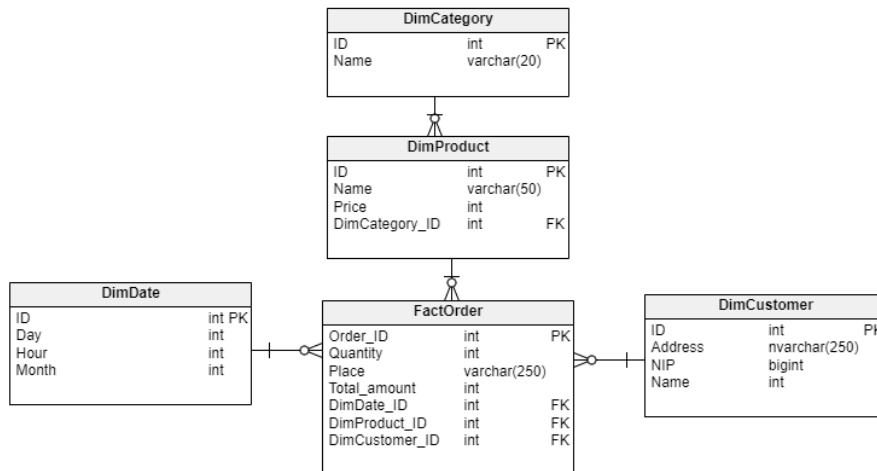 DimCategory
ID int PK
Name varchar(20)
DimProduct
ID int PK
Name varchar(50)
Price int
DimCategory_ID int FK
DimDate
ID int PK
Day int
Hour int
Month int
FactOrder
Order_ID int PK
Quantity int
Place varchar(250)
Total_amount int
DimDate_ID int FK
DimProduct_ID int FK
DimCustomer_ID int FK
DimCustomer
ID int PK
Address nvarchar(250)
NIP bigint
Name int